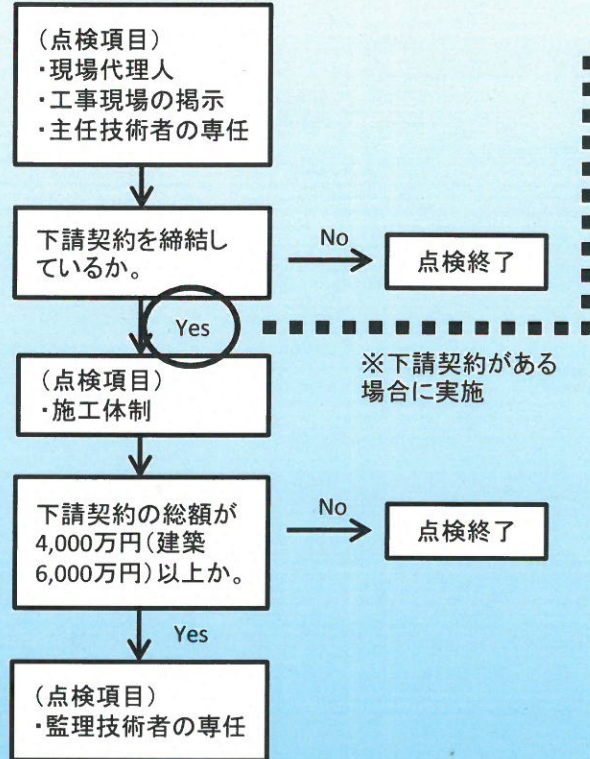 (点検項目)
・現場代理人
・工事現場の掲示
・主任技術者の専任
下請契約を締結し
ているか。
No
点検終了
Yes
※下請契約がある
場合に実施
(点検項目)
・施工体制
下請契約の総額が
4,000万円(建築
6,000万円)以上か。
No
点検終了
Yes
(点検項目)
・監理技術者の専任